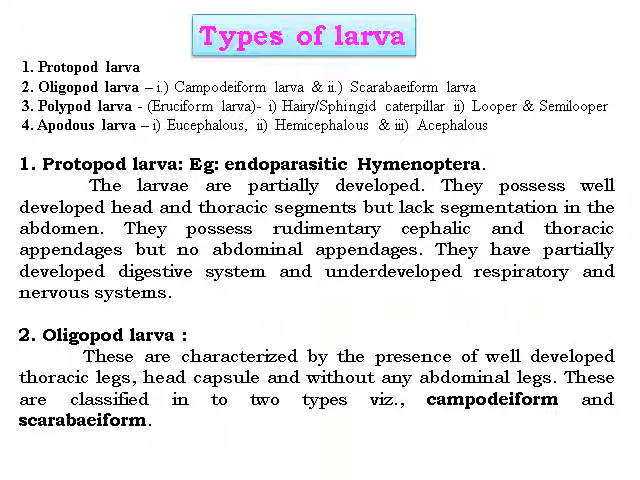 Types of larva
1. Protopod larva
2. Oligopod larva – i.) Campodeiform larva & ii.) Scarabaeiform larva
3. Polypod larva - (Eruciform larva)- i) Hairy/Sphingid caterpillar ii) Looper & Semilooper
4. Apodous larva – i) Eucephalous, ii) Hemicephalous & iii) Acephalous
1. Protopod larva: Eg: endoparasitic Hymenoptera.
The larvae are partially developed. They possess well
developed head and thoracic segments but lack segmentation in the
abdomen. They possess rudimentary cephalic and thoracic
appendages but no abdominal appendages. They have partially
developed digestive system and underdeveloped respiratory and
nervous systems.
2. Oligopod larva :
These are characterized by the presence of well developed
thoracic legs, head capsule and without any abdominal legs. These
are classified in to two types viz., campodeiform and
scarabaeiform.